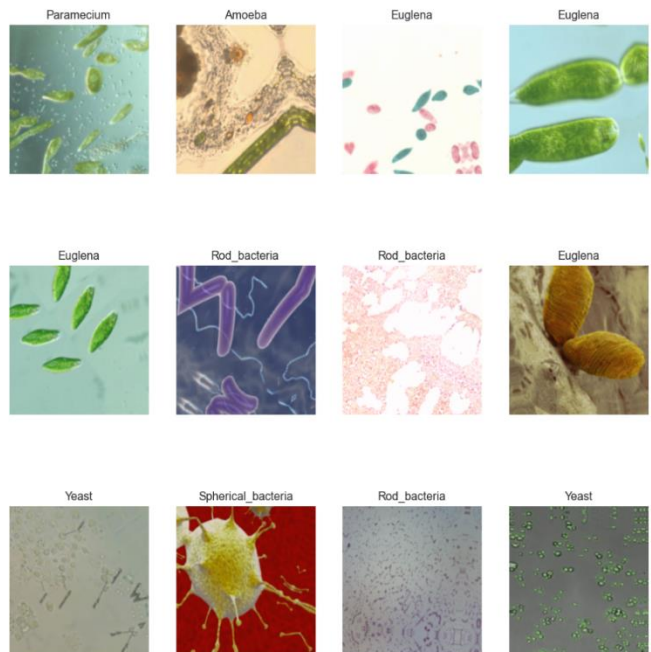 Paramecium
Amoeba
Euglena
Euglena
Euglena
Rod_bacteria
Rod_bacteria
Euglena
Yeast
Spherical_bacteria
Rod_bacteria
Yeast